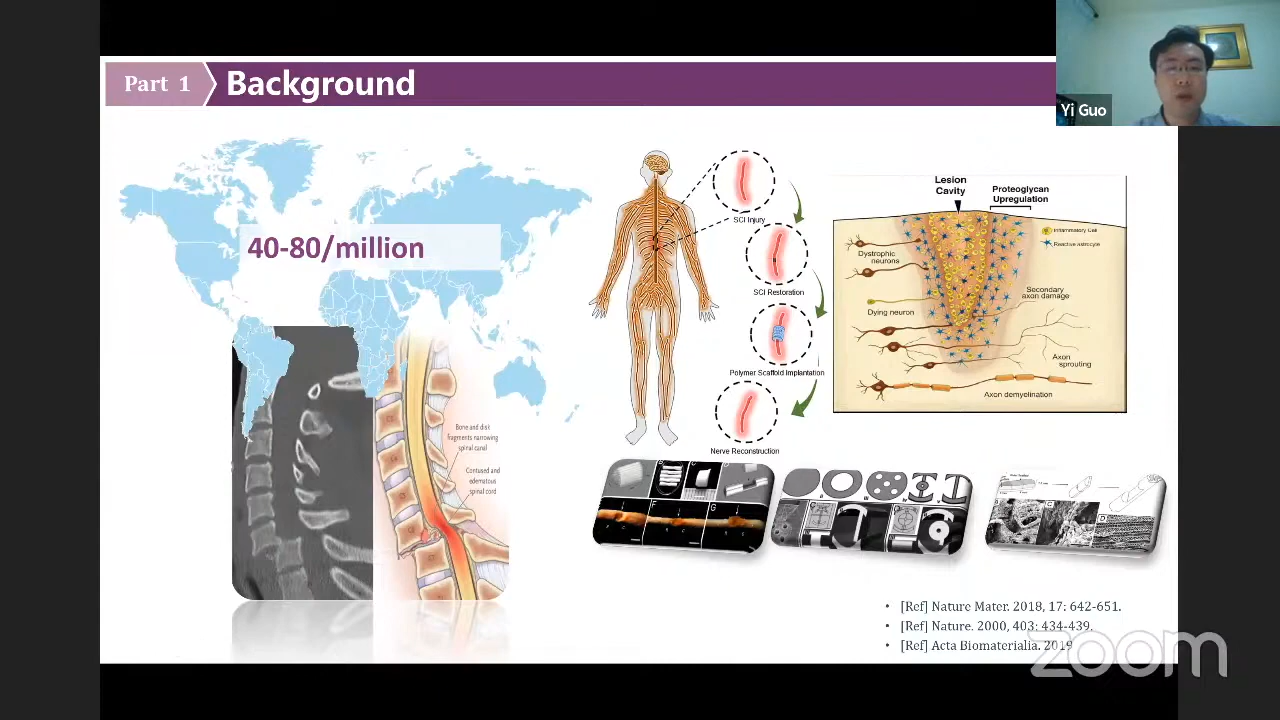 Part 1
Background
Yi Guo
40-80/million
Bone and disk
fragments narrowing
spinal canal
Contused and
edematous
spinal cord
SCI Injury
SCI Restoration
Polymer Scaffold Implantation
Nerve Reconstruction
Lesion
Cavity
Proteoglycan
Upregulation
Inflammatory Cell
Reactive astrocyte
Dystrophic
neurons
Secondary
axon damage
Dying neuron
Axon
sprouting
Axon demyelination
• [Ref] Nature Mater. 2018, 17: 642-651.
• [Ref] Nature. 2000, 403: 434-439.
• [Ref] Acta Biomaterialia. 2019
zoom